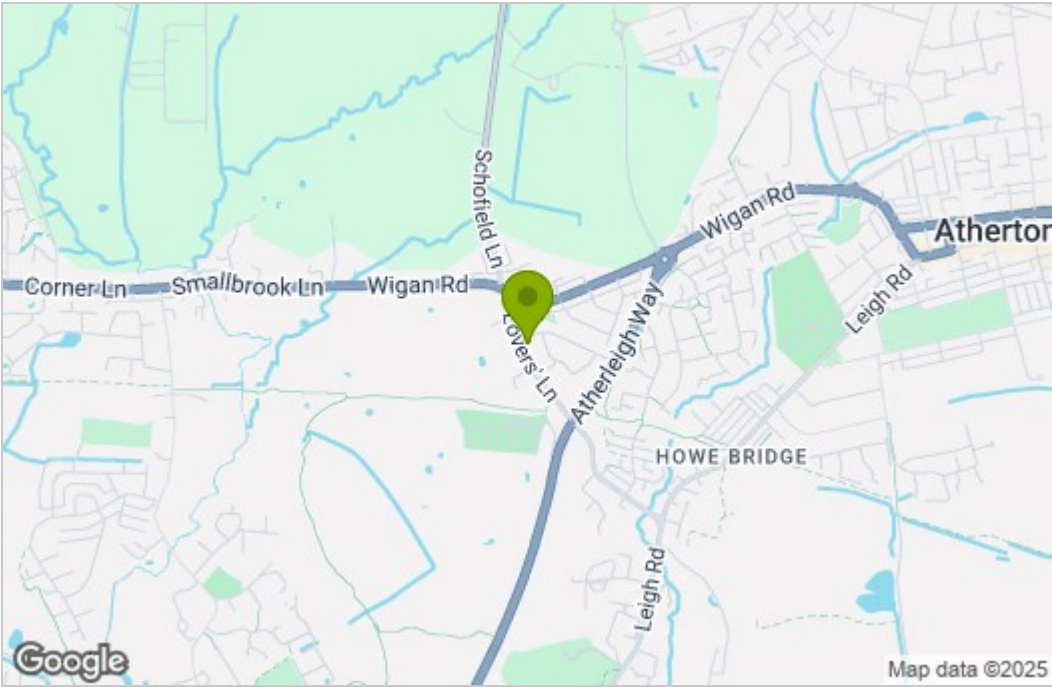 Schofield Ln
Wigan Rd
Atherton
Corner Ln
Smallbrook Ln
Wigan Rd
Leigh Rd
Atherleigh Way
Lovers' Ln
HOWE BRIDGE
Leigh Rd
Google
Map data ©2025